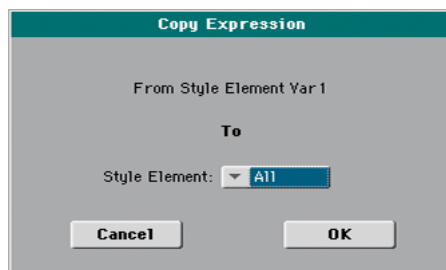 Copy Expression
From Style Element Var1
To
Style Element: All
Cancel OK